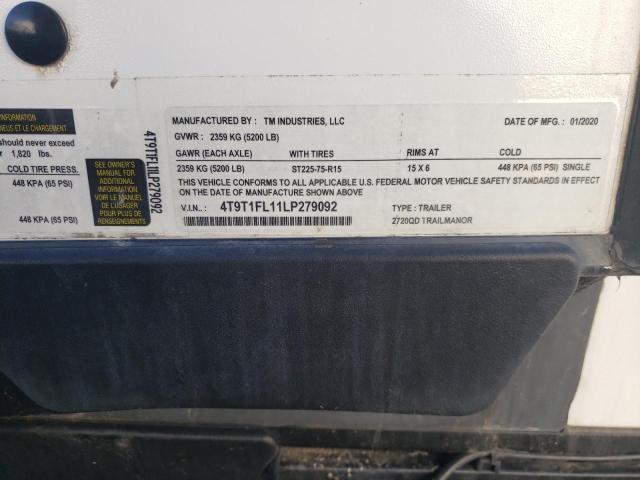 INFORMATION
NEUS ET LE CHARGEMENT
should never exceed
1,820 lbs.
COLD TIRE PRESS.
448 KPA (65 PSI)
448 KPA (65 PSI)
SEE OWNER'S
MANUAL FOR
ADDITIONAL
INFORMATION
VOIR LE MANUEL
DE L'USAGER
POUR PLUS DE
RENSEIGNEMENTS
4T9T1FL11LP279092
MANUFACTURED BY : TM INDUSTRIES, LLC DATE OF MFG. : 01/2020
GVWR : 2359 KG (5200 LB)
GAWR (EACH AXLE) WITH TIRES RIMS AT COLD
2359 KG (5200 LB) ST225-75-R15 15 X 6 448 KPA (65 PSI) SINGLE
THIS VEHICLE CONFORMS TO ALL APPLICABLE U.S. FEDERAL MOTOR VEHICLE SAFETY STANDARDS IN EFFECT
ON THE DATE OF MANUFACTURE SHOWN ABOVE
V.I.N.. : 4T9T1FL11LP279092 TYPE : TRAILER
2720QD TRAILMANOR